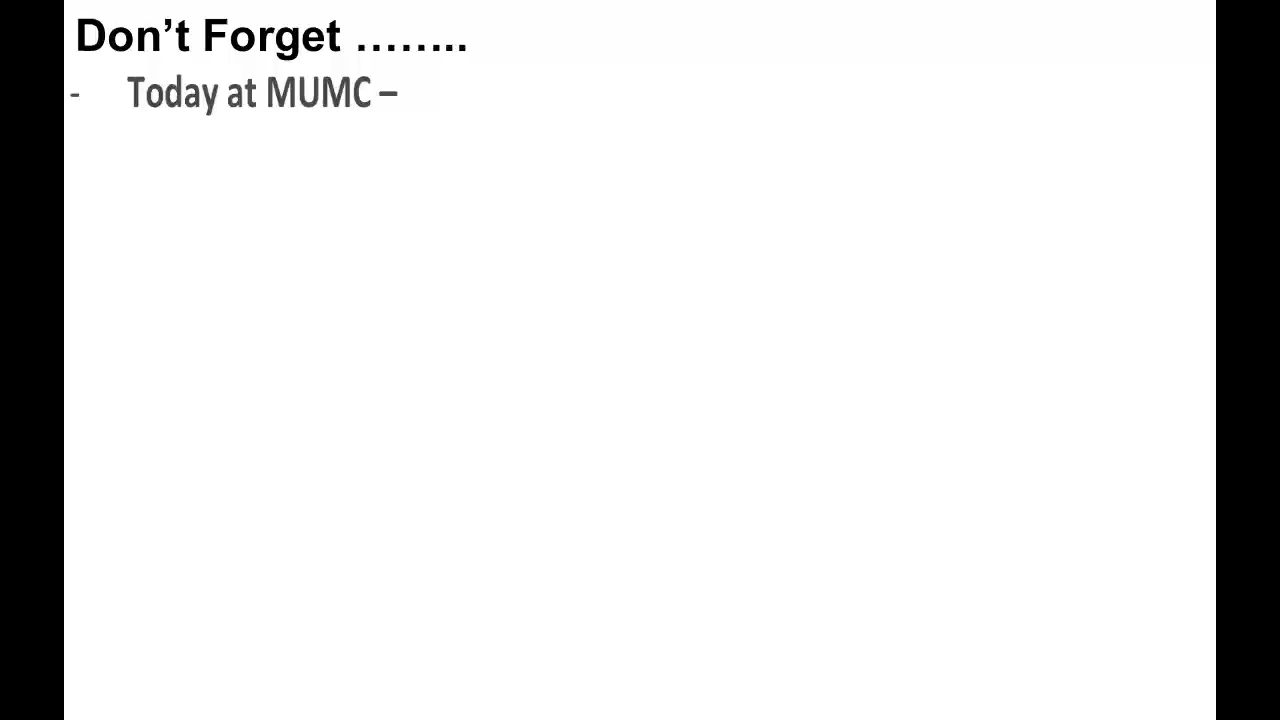 Don’t Forget ……..
- Today at MUMC –